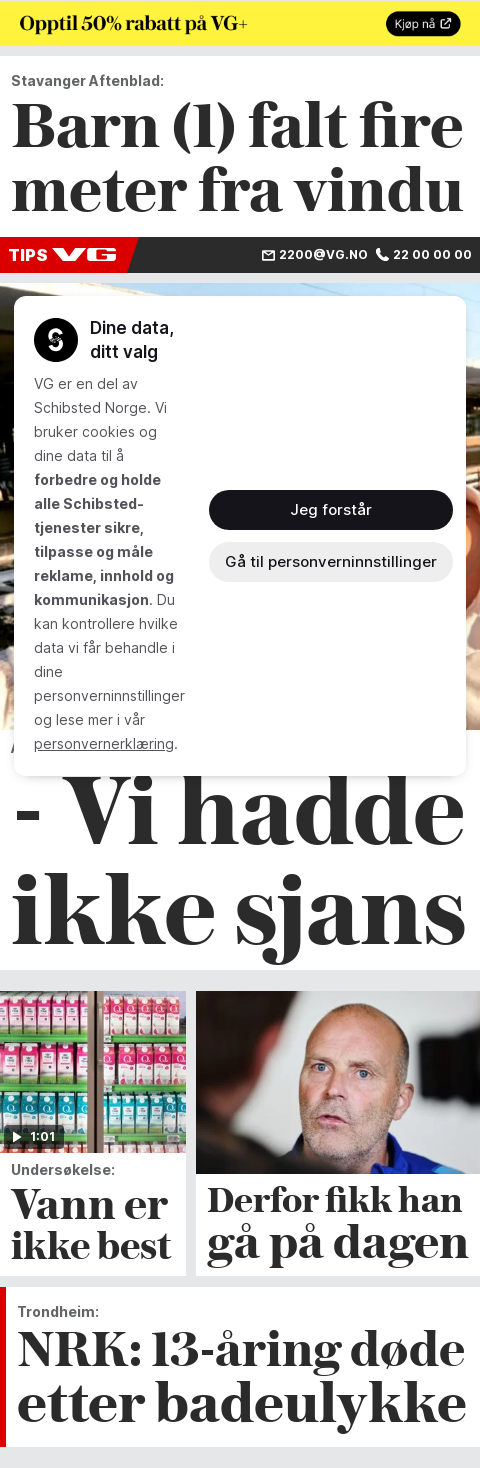 Opptil 50% rabatt på VG+
Kjøp nå
Stavanger Aftenblad:
Barn (1) falt fire
meter fra vindu
TIPS VG
2200@VG.NO 22 00 00 00
Dine data,
ditt valg
VG er en del av
Schibsted Norge. Vi
bruker cookies og
dine data til å
forbedre og holde
alle Schibsted-
tjenester sikre,
tilpasse og måle
reklame, innhold og
kommunikasjon. Du
kan kontrollere hvilke
data vi får behandle i
dine
personverninnstillinger
og lese mer i vår
personvernerklæring.
Jeg forstår
Gå til personverninnstillinger
- Vi hadde
ikke sjans
1:01
Undersøkelse:
Vann er
ikke best
Derfor fikk han
gå på dagen
Trondheim:
NRK: 13-åring døde
etter badeulykke